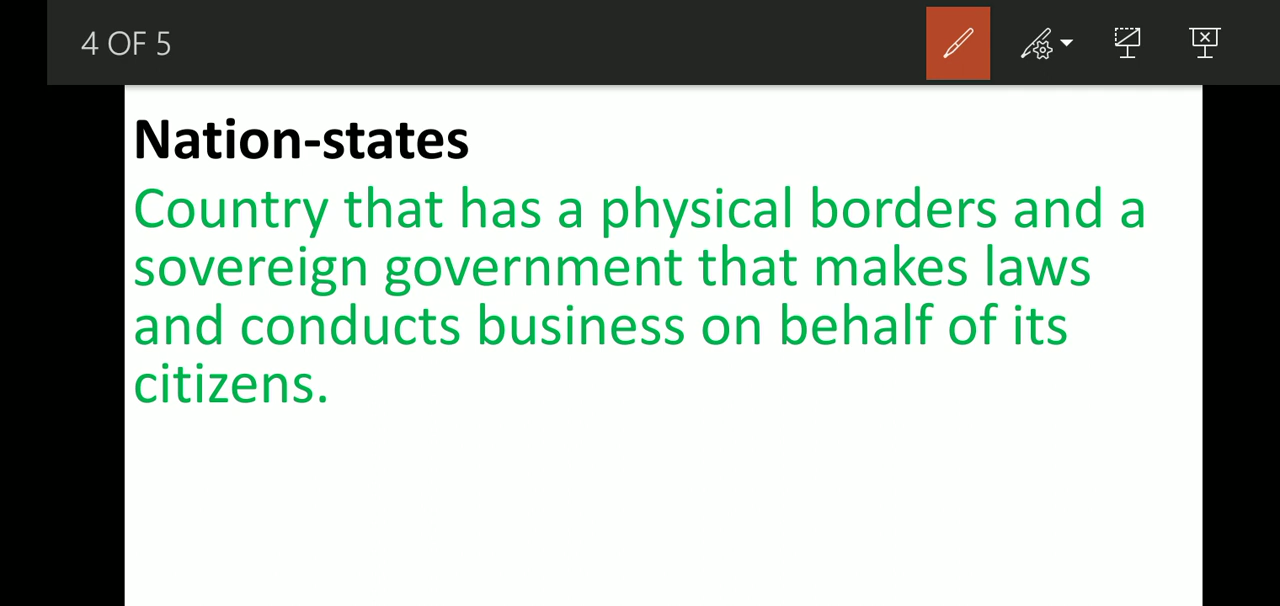 4 OF 5
Nation-states
Country that has a physical borders and a
sovereign government that makes laws
and conducts business on behalf of its
citizens.